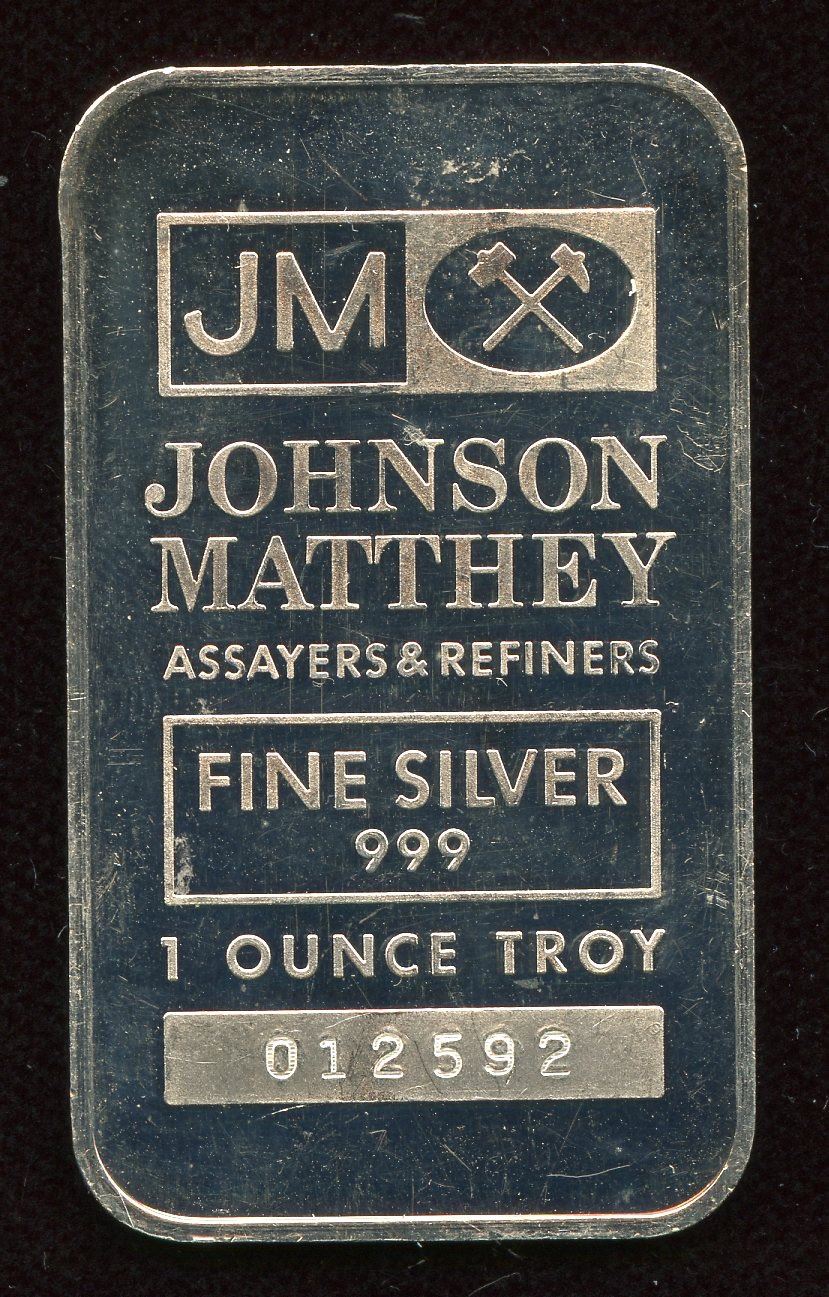 JM
JOHNSON
MATTHEY
ASSAYERS & REFINERS
FINE SILVER
999
1 OUNCE TROY
012592